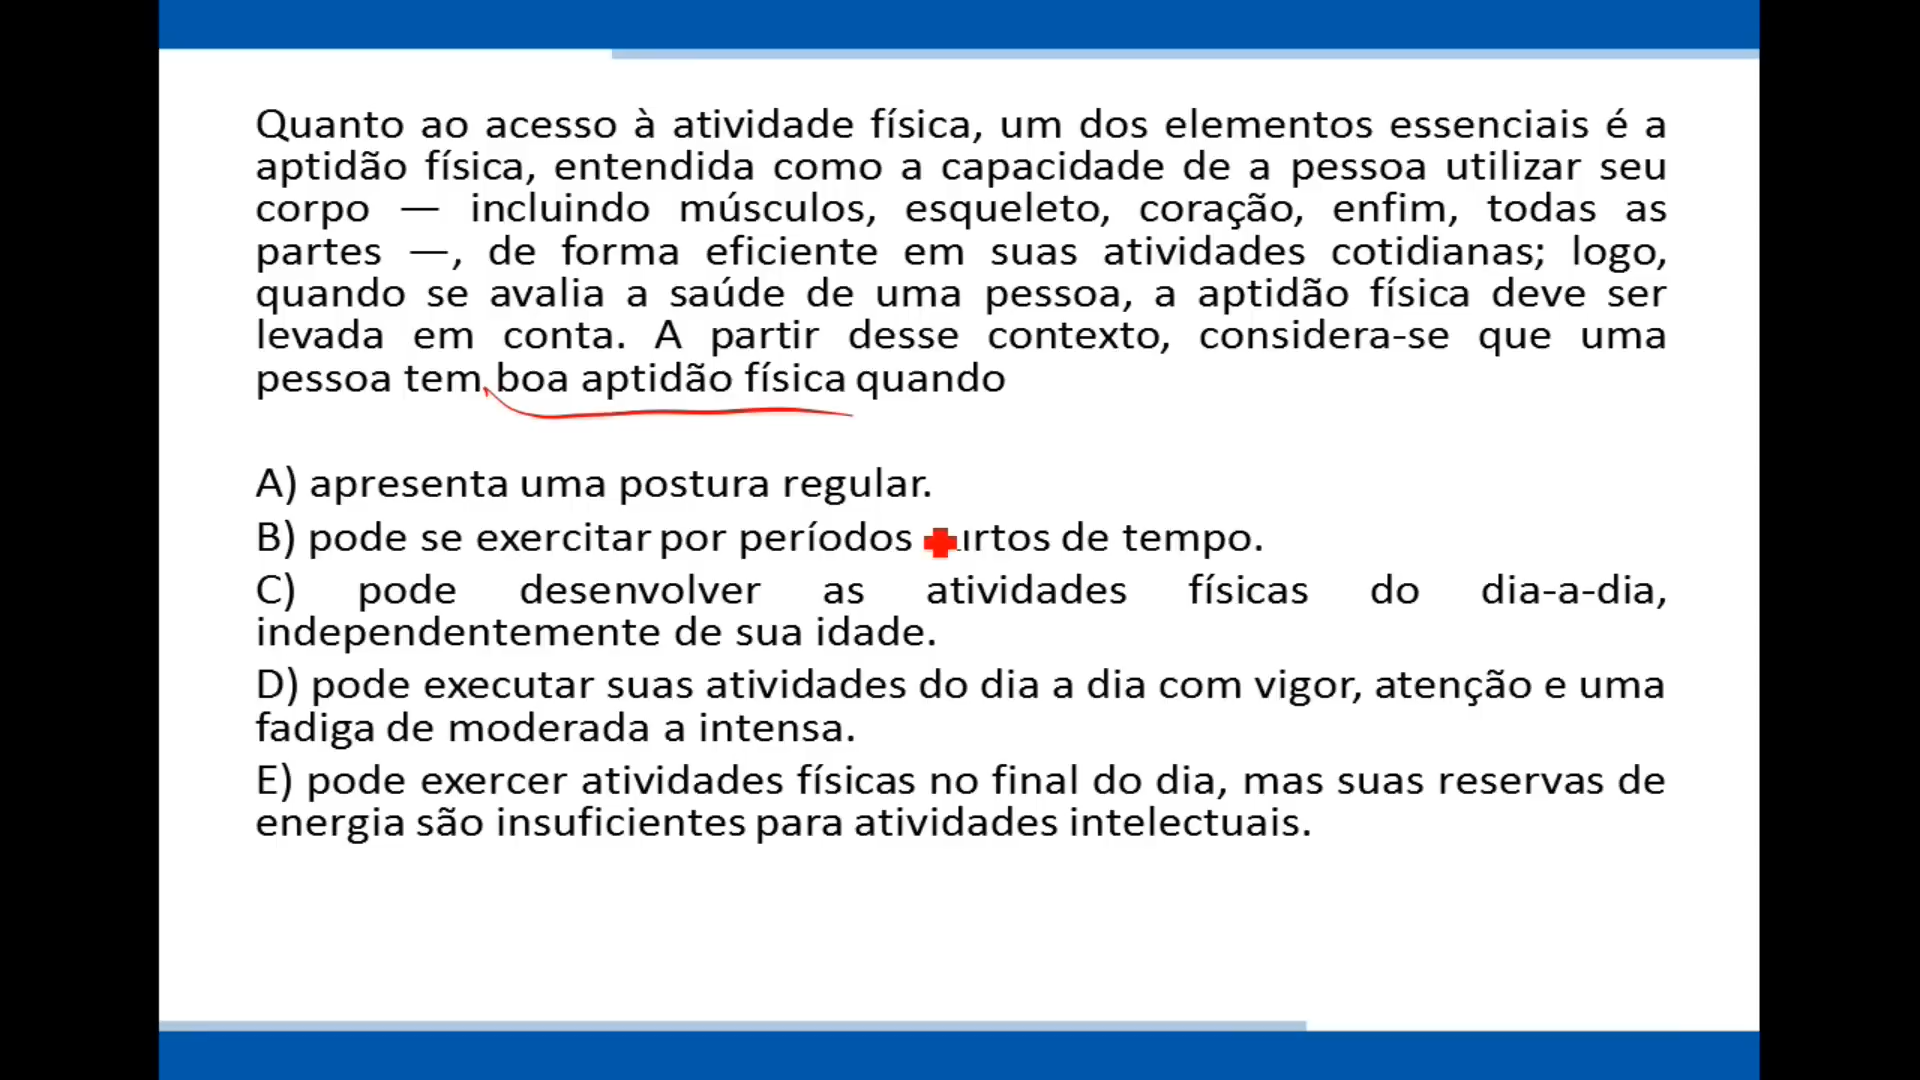 Quanto ao acesso à atividade física, um dos elementos essenciais é a
aptidão física, entendida como a capacidade de a pessoa utilizar seu
corpo — incluindo músculos, esqueleto, coração, enfim, todas as
partes —, de forma eficiente em suas atividades cotidianas; logo,
quando se avalia a saúde de uma pessoa, a aptidão física deve ser
levada em conta. A partir desse contexto, considera-se que uma
pessoa tem boa aptidão física quando
A) apresenta uma postura regular.
B) pode se exercitar por períodos curtos de tempo.
C) pode desenvolver as atividades físicas do dia-a-dia,
independentemente de sua idade.
D) pode executar suas atividades do dia a dia com vigor, atenção e uma
fadiga de moderada a intensa.
E) pode exercer atividades físicas no final do dia, mas suas reservas de
energia são insuficientes para atividades intelectuais.